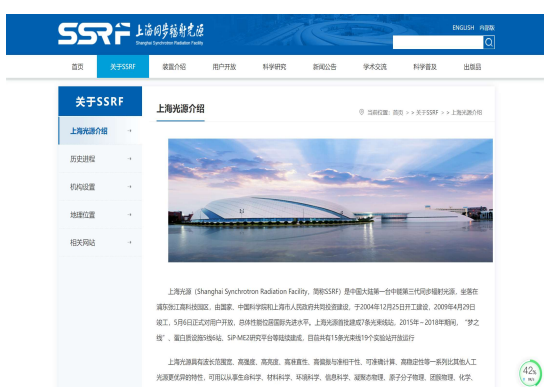 SSRF 上海同步辐射光源
Shanghai Synchrotron Radiation Facility
ENGLISH 内部版
首页 关于SSRF 装置介绍 用户开放 科学研究 新闻公告 学术交流 科学普及 出版品
关于SSRF
上海光源介绍
历史进程
机构设置
地理位置
相关网站
上海光源介绍
当前位置：首页 > > 关于SSRF > > 上海光源介绍
上海光源（Shanghai Synchrotron Radiation Facility，简称SSRF）是中国大陆第一台中能第三代同步辐射光源，坐落在
浦东张江高科技园区，由国家、中国科学院和上海市人民政府共同投资建设，于2004年12月25日开工建设，2009年4月29日
竣工，5月6日正式对用户开放，总体性能位居国际先进水平。上海光源首批建成7条光束线站，2015年－2018年期间，“梦之
线”、蛋白质设施5线6站、SiP·ME2研究平台等陆续建成，目前共有15条光束线19个实验站开放运行
上海光源具有波长范围宽、高强度、高亮度、高准直性、高偏振与准相干性、可准确计算、高稳定性等一系列比其他人工
光源更优异的特性，可用以从事生命科学、材料科学、环境科学、信息科学、凝聚态物理、原子分子物理、团簇物理、化学、
42